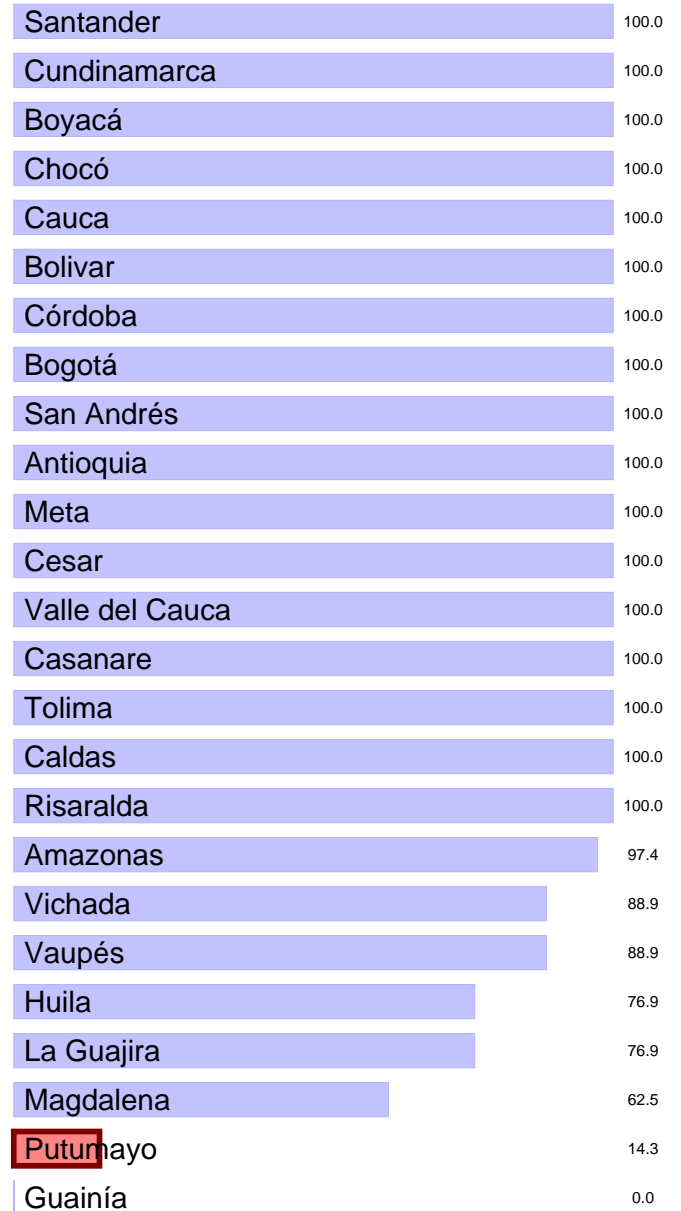 Santander 100.0
Cundinamarca 100.0
Boyacá 100.0
Chocó 100.0
Cauca 100.0
Bolivar 100.0
Córdoba 100.0
Bogotá 100.0
San Andrés 100.0
Antioquia 100.0
Meta 100.0
Cesar 100.0
Valle del Cauca 100.0
Casanare 100.0
Tolima 100.0
Caldas 100.0
Risaralda 100.0
Amazonas 97.4
Vichada 88.9
Vaupés 88.9
Huila 76.9
La Guajira 76.9
Magdalena 62.5
Putumayo 14.3
Guainía 0.0